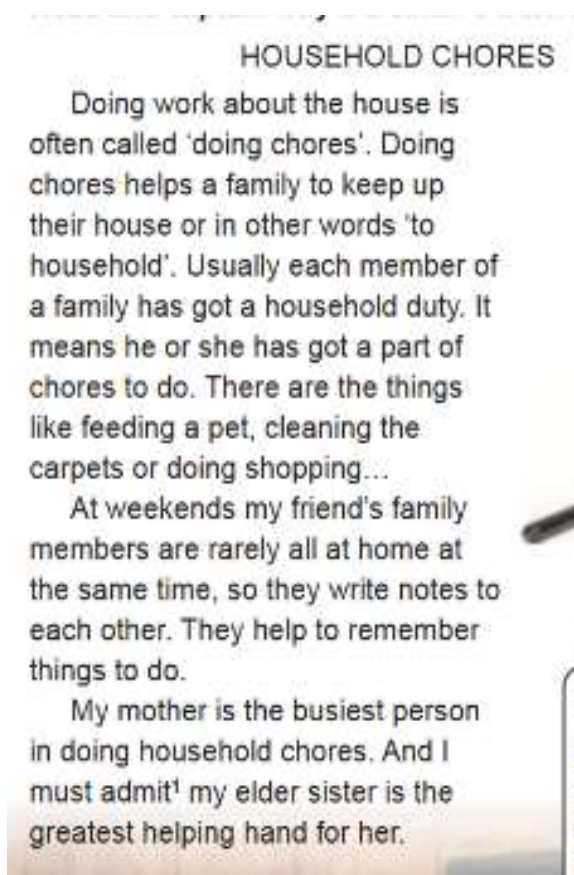 HOUSEHOLD CHORES
Doing work about the house is
often called ‘doing chores’. Doing
chores helps a family to keep up
their house or in other words ‘to
household’. Usually each member of
a family has got a household duty. It
means he or she has got a part of
chores to do. There are the things
like feeding a pet, cleaning the
carpets or doing shopping…
At weekends my friend’s family
members are rarely all at home at
the same time, so they write notes to
each other. They help to remember
things to do.
My mother is the busiest person
in doing household chores. And I
must admit¹ my elder sister is the
greatest helping hand for her.